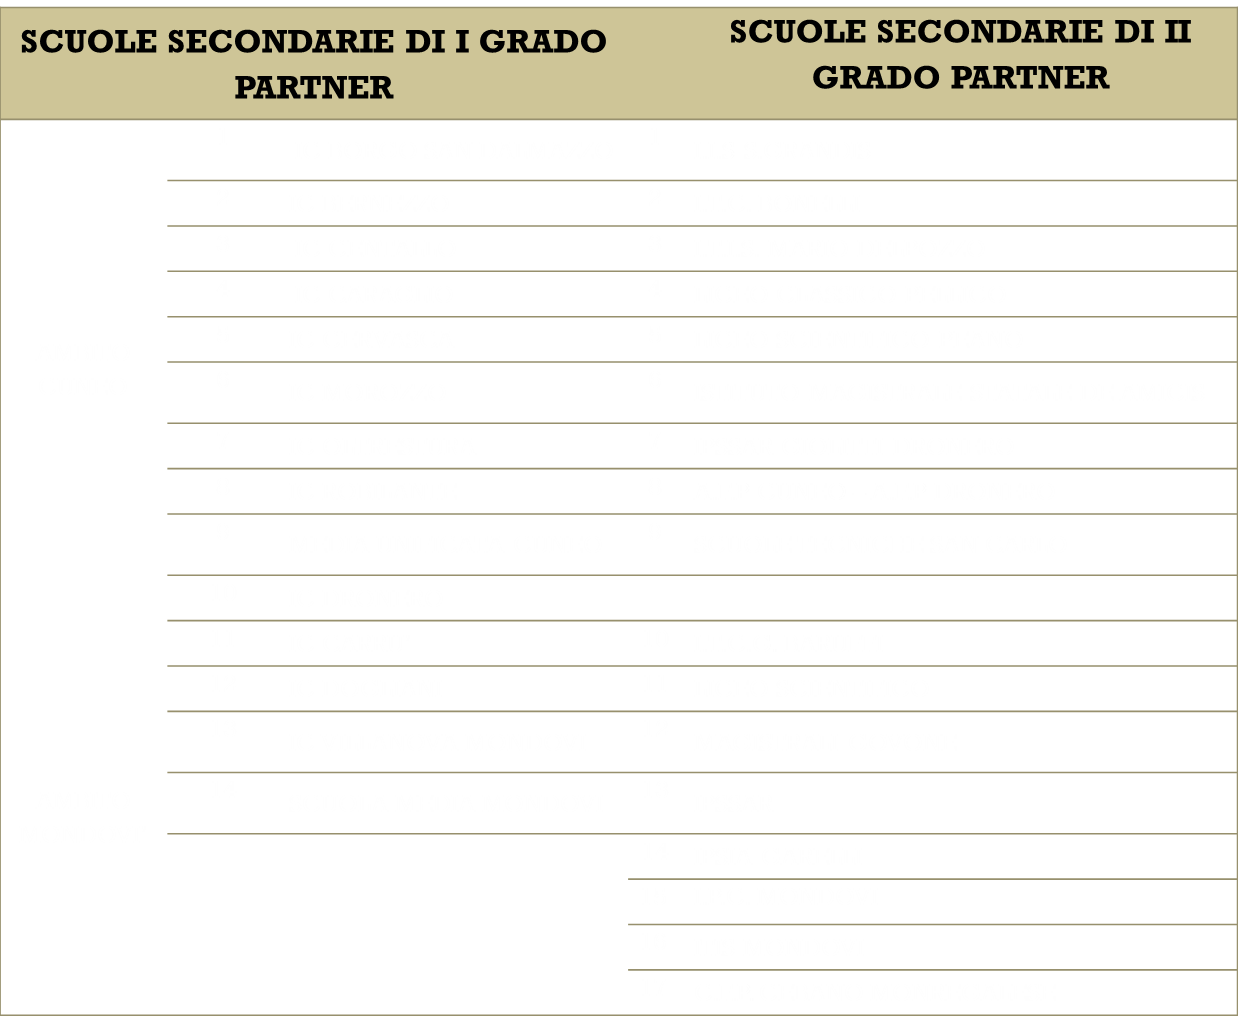 SCUOLE SECONDARIE DI I GRADO
PARTNER
SCUOLE SECONDARIE DI II
GRADO PARTNER